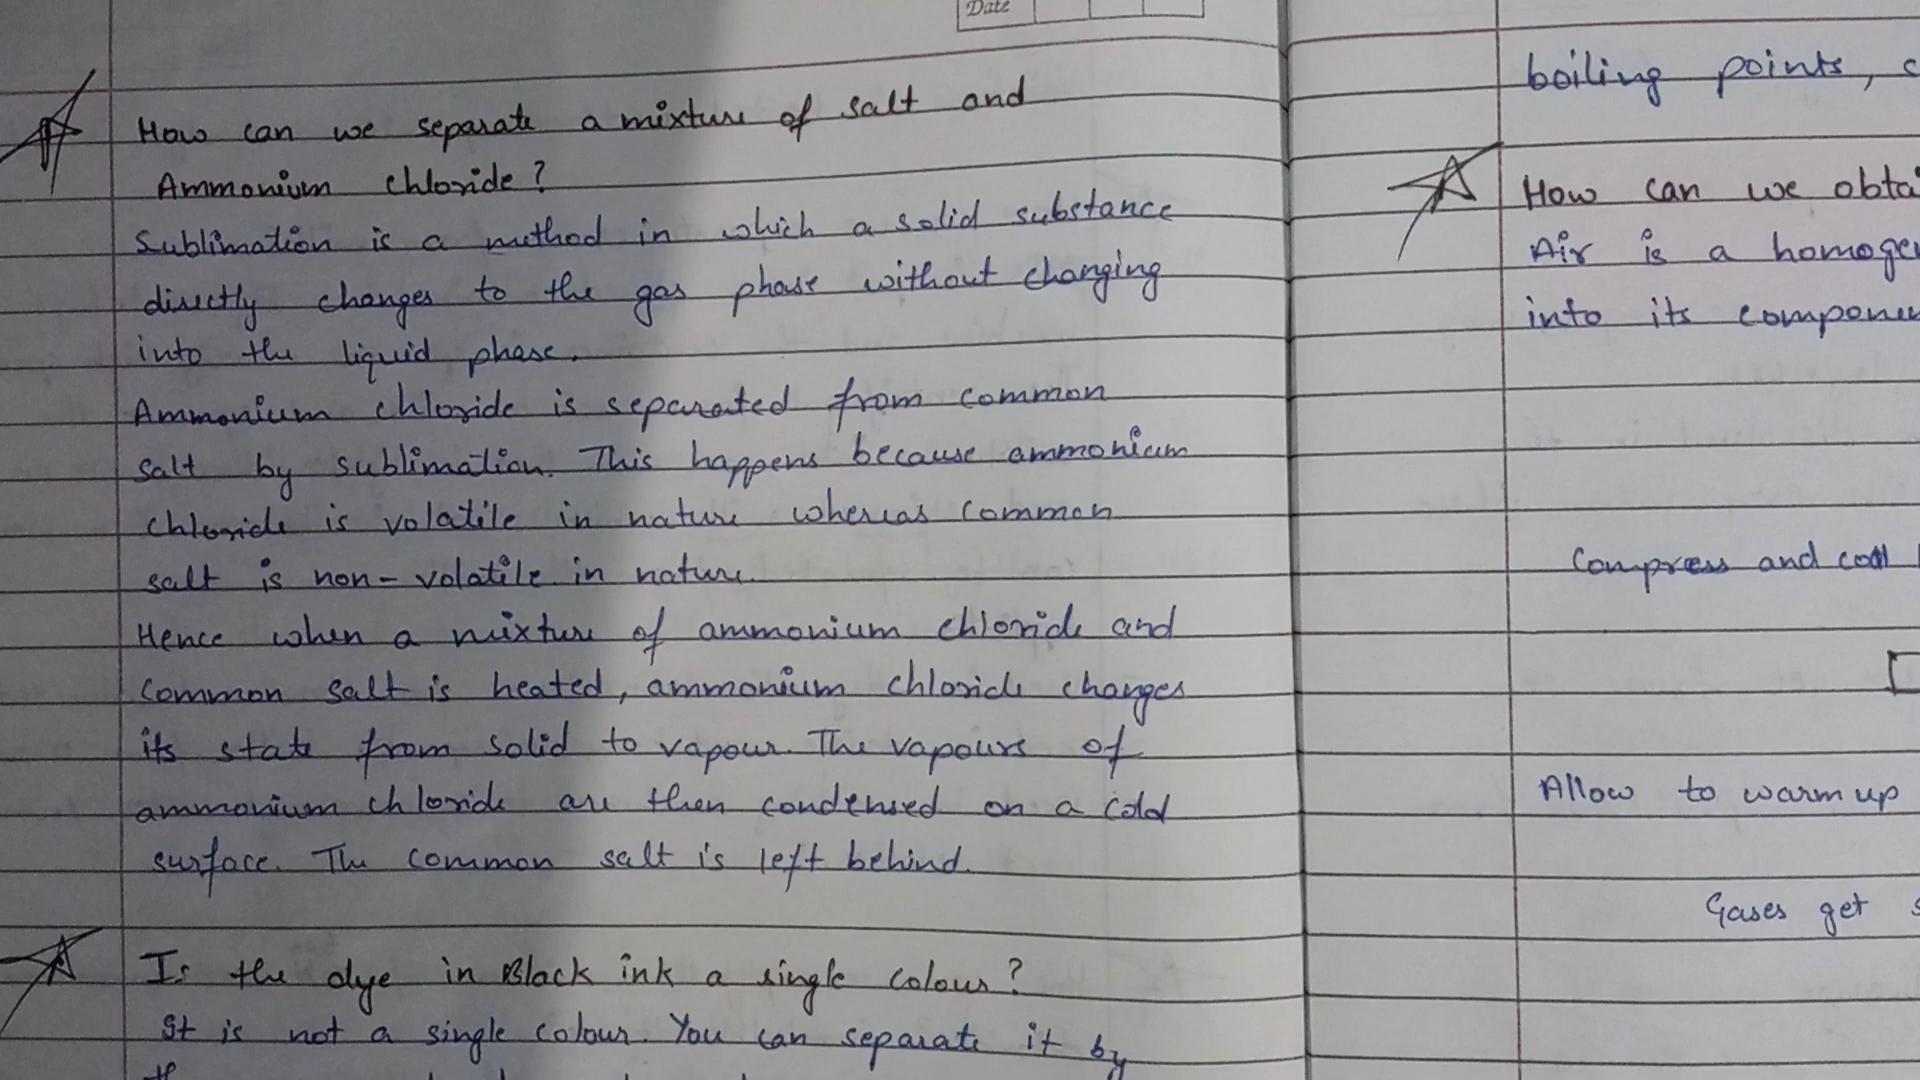 Date
How can we separate a mixture of salt and
Ammonium chloride?
Sublimation is a method in which a solid substance
directly changes to the gas phase without changing
into the liquid phase.
Ammonium chloride is separated from common
salt by sublimation. This happens because ammonium
chloride is volatile in nature whereas common
salt is non-volatile in nature.
Hence when a mixture of ammonium chloride and
common salt is heated, ammonium chloride changes
its state from solid to vapour. The vapours of
ammonium chloride are then condensed on a cold
surface. The common salt is left behind.
Is the dye in Black ink a single colour?
It is not a single colour. You can separate it by
boiling points,
How can we
Air is a
into its
Compress and cool
Allow to warm up
Gases get